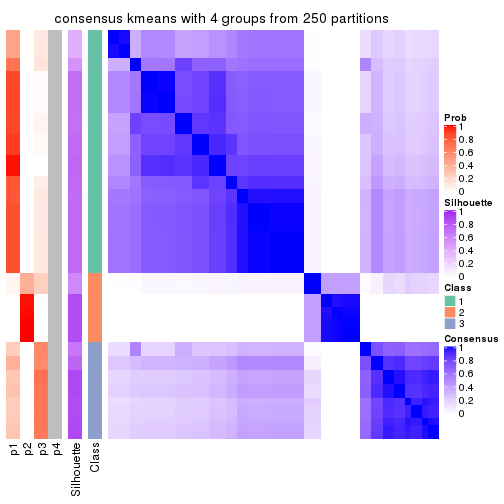 consensus kmeans with 4 groups from 250 partitions
Prob
1
0.8
0.6
0.4
0.2
0
Silhouette
1
0.8
0.6
0.4
0.2
0
Class
1
2
3
Consensus
1
0.8
0.6
0.4
0.2
0
p1
p2
p3
p4
Silhouette
Class